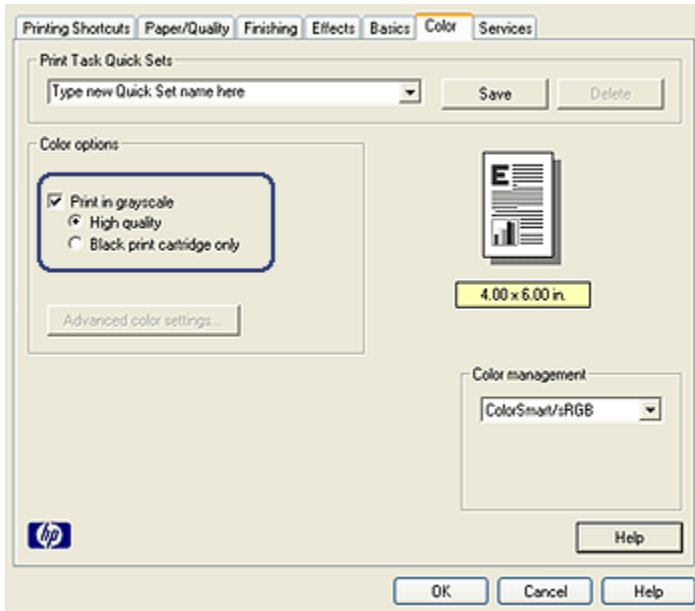 Printing Shortcuts Paper/Quality Finishing Effects Basics Color Services
Print Task Quick Sets
Type new Quick Set name here Save Delete
Color options
Print in grayscale
High quality
Black print cartridge only
E
4.00 x 6.00 in.
Advanced color settings...
Color management
ColorSmart/sRGB
hp Help
OK Cancel Help